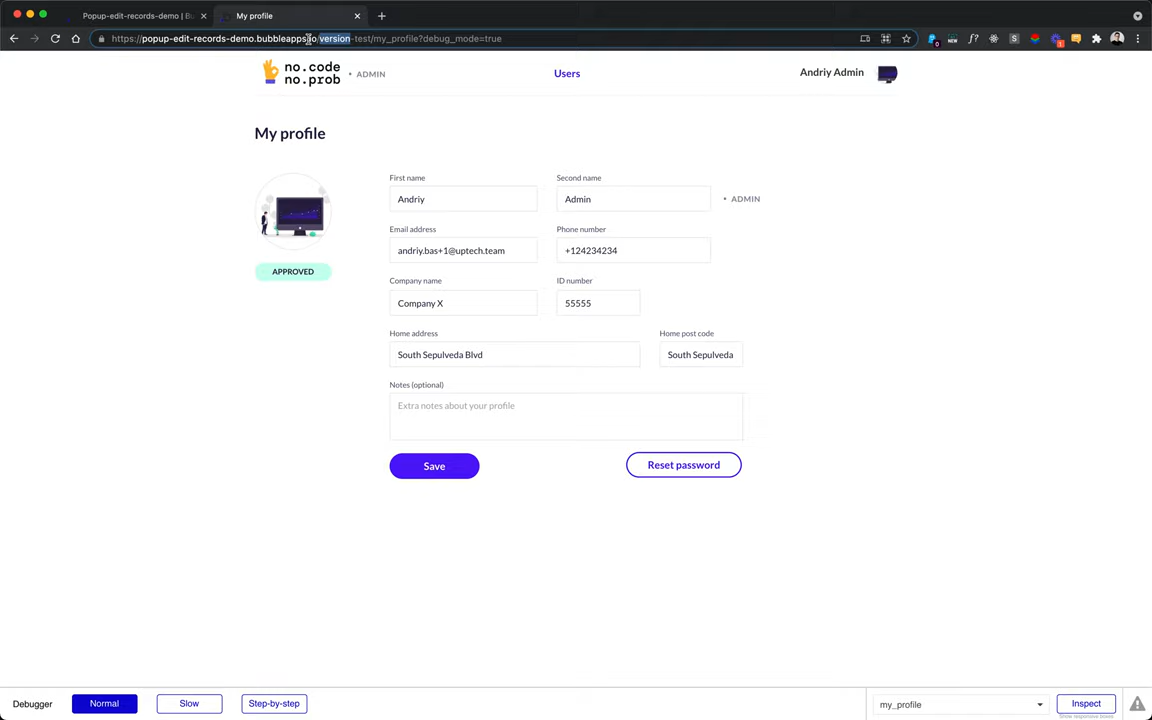 Popup-edit-records-demo | Bu
My profile
https://popup-edit-records-demo.bubbleapps.io/version-test/my_profile?debug_mode=true
no.code
no.prob
• ADMIN
Users
Andriy Admin
My profile
APPROVED
First name
Second name
Andriy
Admin
• ADMIN
Email address
Phone number
andriy.bas+1@uptech.team
+124234234
Company name
ID number
Company X
55555
Home address
Home post code
South Sepulveda Blvd
South Sepulveda
Notes (optional)
Extra notes about your profile
Save
Reset password
Debugger
Normal
Slow
Step-by-step
my_profile
Inspect
Show responsive boxes